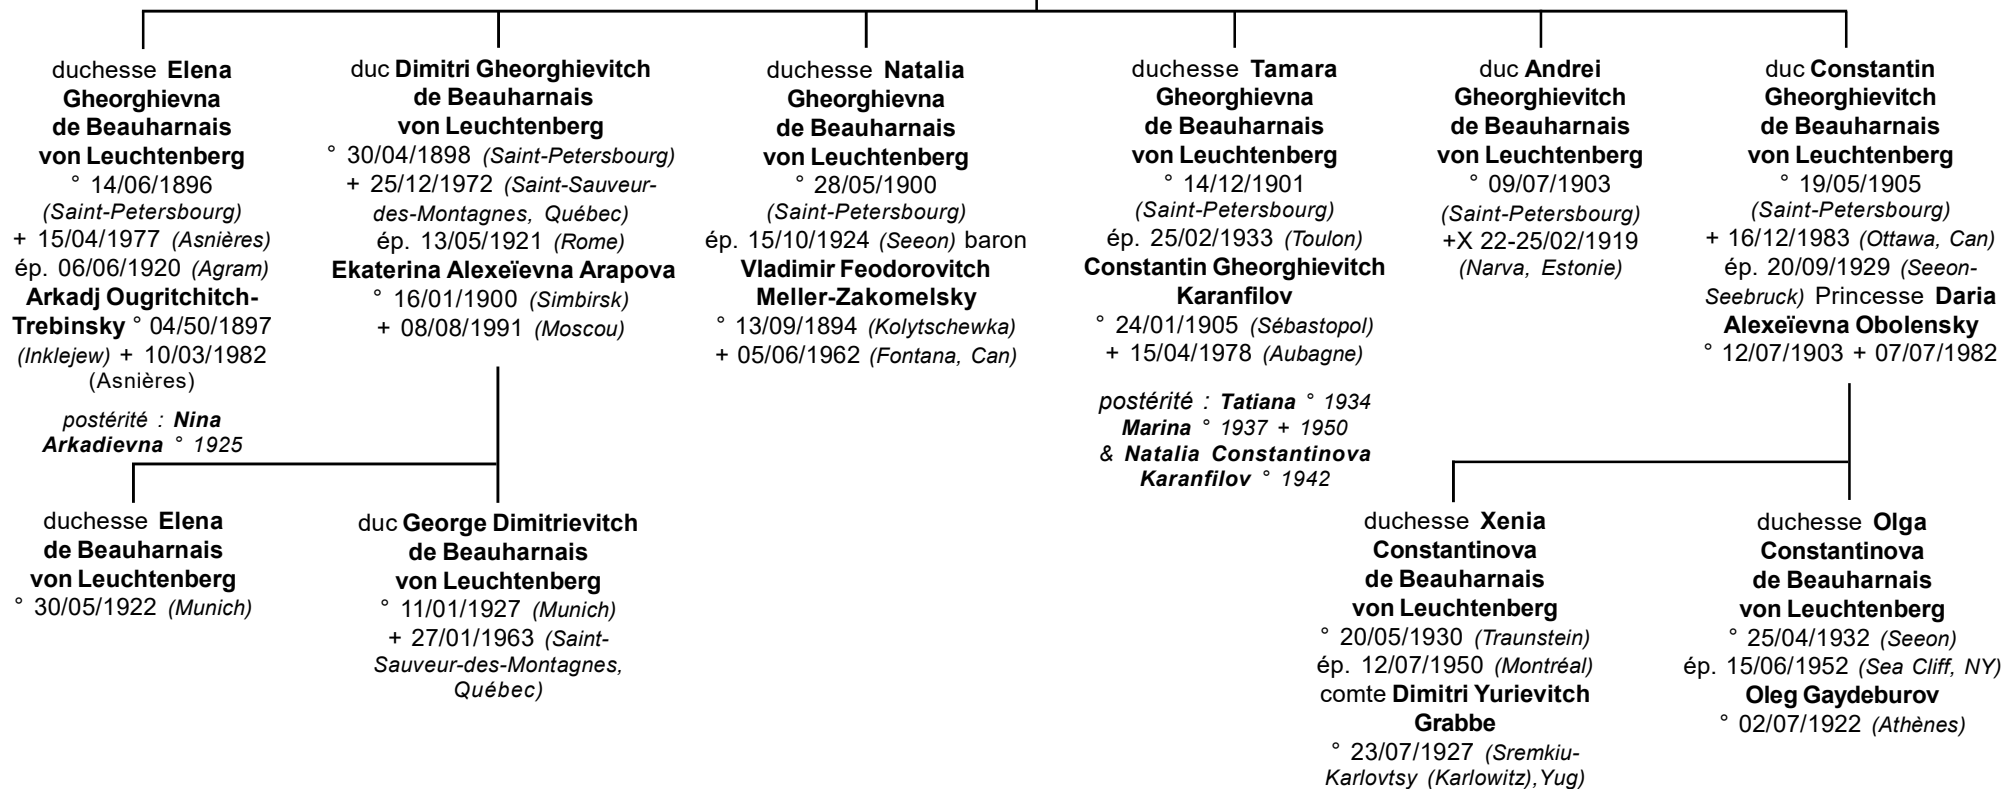 duchesse Elena
Gheorghievna
de Beauharnais
von Leuchtenberg
° 14/06/1896
(Saint-Petersbourg)
+ 15/04/1977 (Asnières)
ép. 06/06/1920 (Agram)
Arkadj Ougritchitch-
Trebinsky ° 04/50/1897
(Inklejew) + 10/03/1982
(Asnières)
postérité : Nina
Arkadievna ° 1925
duc Dimitri Gheorghievitch
de Beauharnais
von Leuchtenberg
° 30/04/1898 (Saint-Petersbourg)
+ 25/12/1972 (Saint-Sauveur-
des-Montagnes, Québec)
ép. 13/05/1921 (Rome)
Ekaterina Alexeïevna Arapova
° 16/01/1900 (Simbirsk)
+ 08/08/1991 (Moscou)
duchesse Natalia
Gheorghievna
de Beauharnais
von Leuchtenberg
° 28/05/1900
(Saint-Petersbourg)
ép. 15/10/1924 (Seeon) baron
Vladimir Feodorovitch
Meller-Zakomelsky
° 13/09/1894 (Kolytschewka)
+ 05/06/1962 (Fontana, Can)
duchesse Tamara
Gheorghievna
de Beauharnais
von Leuchtenberg
° 14/12/1901
(Saint-Petersbourg)
ép. 25/02/1933 (Toulon)
Constantin Gheorghievitch
Karanfilov
° 24/01/1905 (Sébastopol)
+ 15/04/1978 (Aubagne)
postérité : Tatiana ° 1934
Marina ° 1937 + 1950
& Natalia Constantinova
Karanfilov ° 1942
duc Andrei
Gheorghievitch
de Beauharnais
von Leuchtenberg
° 09/07/1903
(Saint-Petersbourg)
+X 22-25/02/1919
(Narva, Estonie)
duc Constantin
Gheorghievitch
de Beauharnais
von Leuchtenberg
° 19/05/1905
(Saint-Petersbourg)
+ 16/12/1983 (Ottawa, Can)
ép. 20/09/1929 (Seeon-
Seebruck) Princesse Daria
Alexeïevna Obolensky
° 12/07/1903 + 07/07/1982
duchesse Elena
de Beauharnais
von Leuchtenberg
° 30/05/1922 (Munich)
duc George Dimitrievitch
de Beauharnais
von Leuchtenberg
° 11/01/1927 (Munich)
+ 27/01/1963 (Saint-
Sauveur-des-Montagnes,
Québec)
duchesse Xenia
Constantinova
de Beauharnais
von Leuchtenberg
° 20/05/1930 (Traunstein)
ép. 12/07/1950 (Montréal)
comte Dimitri Yurievitch
Grabbe
° 23/07/1927 (Sremkiu-
Karlovtsy (Karlowitz),Yug)
duchesse Olga
Constantinova
de Beauharnais
von Leuchtenberg
° 25/04/1932 (Seeon)
ép. 15/06/1952 (Sea Cliff, NY)
Oleg Gaydeburov
° 02/07/1922 (Athènes)